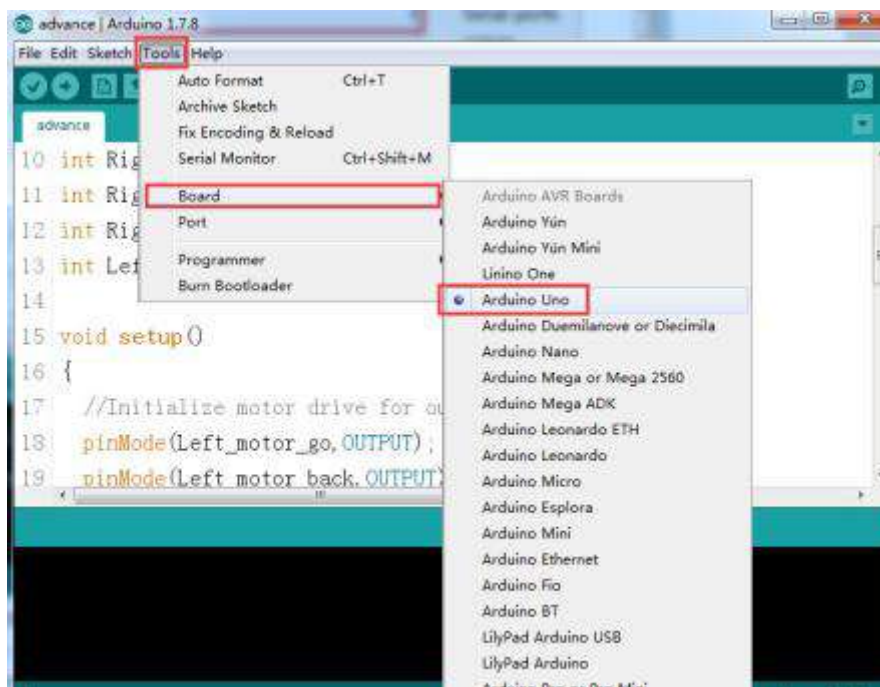 advance | Arduino 1.7.8
File Edit Sketch Tools Help
Auto Format Ctrl+T
Archive Sketch
Fix Encoding & Reload
Serial Monitor Ctrl+Shift+M
Board
Port
Programmer
Burn Bootloader
advance
10 int Rig
11 int Rig
12 int Rig
13 int Lef
14
15 void setup()
16 {
17 //Initialize motor drive for ou
18 pinMode(Left_motor_go,OUTPUT);
19 pinMode(Left_motor_back,OUTPUT)
Arduino AVR Boards
Arduino Yún
Arduino Yún Mini
Linino One
Arduino Uno
Arduino Duemilanove or Diecimila
Arduino Nano
Arduino Mega or Mega 2560
Arduino Mega ADK
Arduino Leonardo ETH
Arduino Leonardo
Arduino Micro
Arduino Esplora
Arduino Mini
Arduino Ethernet
Arduino Fio
Arduino BT
LilyPad Arduino USB
LilyPad Arduino
Arduino Pro or Pro Mini